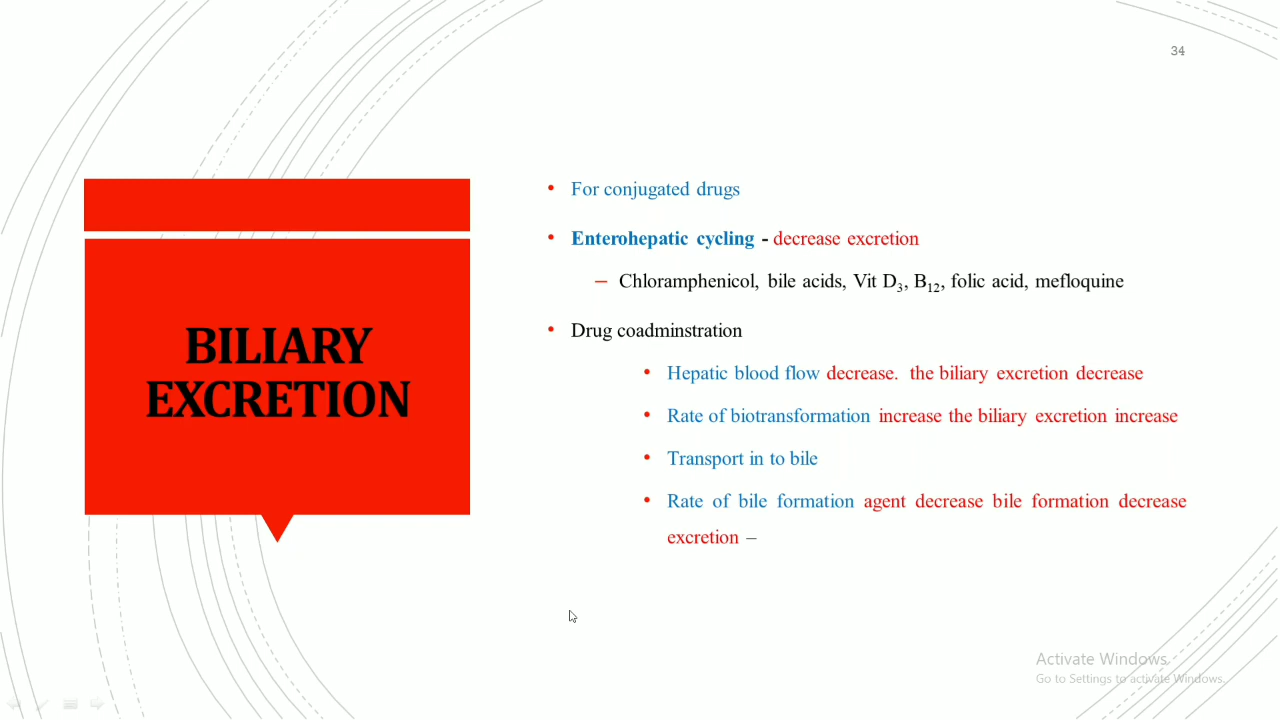 34
BILIARY
EXCRETION
• For conjugated drugs
• Enterohepatic cycling - decrease excretion
– Chloramphenicol, bile acids, Vit D3, B12, folic acid, mefloquine
• Drug coadminstration
• Hepatic blood flow decrease. the biliary excretion decrease
• Rate of biotransformation increase the biliary excretion increase
• Transport in to bile
• Rate of bile formation agent decrease bile formation decrease
excretion –
Activate Windows
Go to Settings to activate Windows.